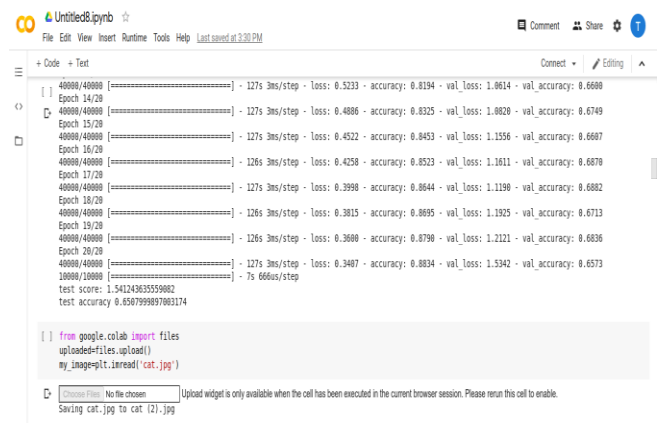 Untitled8.ipynb
Comment Share T
File Edit View Insert Runtime Tools Help Last saved at 3:30 PM
+ Code + Text Connect Editing
40000/40000 [==============================] - 127s 3ms/step - loss: 0.5233 - accuracy: 0.8194 - val_loss: 1.0614 - val_accuracy: 0.6600
Epoch 14/20
40000/40000 [==============================] - 127s 3ms/step - loss: 0.4886 - accuracy: 0.8325 - val_loss: 1.0820 - val_accuracy: 0.6749
Epoch 15/20
40000/40000 [==============================] - 127s 3ms/step - loss: 0.4522 - accuracy: 0.8453 - val_loss: 1.1556 - val_accuracy: 0.6607
Epoch 16/20
40000/40000 [==============================] - 126s 3ms/step - loss: 0.4258 - accuracy: 0.8523 - val_loss: 1.1611 - val_accuracy: 0.6870
Epoch 17/20
40000/40000 [==============================] - 127s 3ms/step - loss: 0.3998 - accuracy: 0.8644 - val_loss: 1.1190 - val_accuracy: 0.6882
Epoch 18/20
40000/40000 [==============================] - 126s 3ms/step - loss: 0.3815 - accuracy: 0.8695 - val_loss: 1.1925 - val_accuracy: 0.6713
Epoch 19/20
40000/40000 [==============================] - 126s 3ms/step - loss: 0.3600 - accuracy: 0.8790 - val_loss: 1.2121 - val_accuracy: 0.6836
Epoch 20/20
40000/40000 [==============================] - 127s 3ms/step - loss: 0.3407 - accuracy: 0.8834 - val_loss: 1.5342 - val_accuracy: 0.6573
10000/10000 [==============================] - 7s 666us/step
test score: 1.541243635559082
test accuracy 0.6507999897003174
[ ] from google.colab import files
uploaded=files.upload()
my_image=plt.imread('cat.jpg')
Choose Files No file chosen Upload widget is only available when the cell has been executed in the current browser session. Please rerun this cell to enable.
Saving cat.jpg to cat (2).jpg